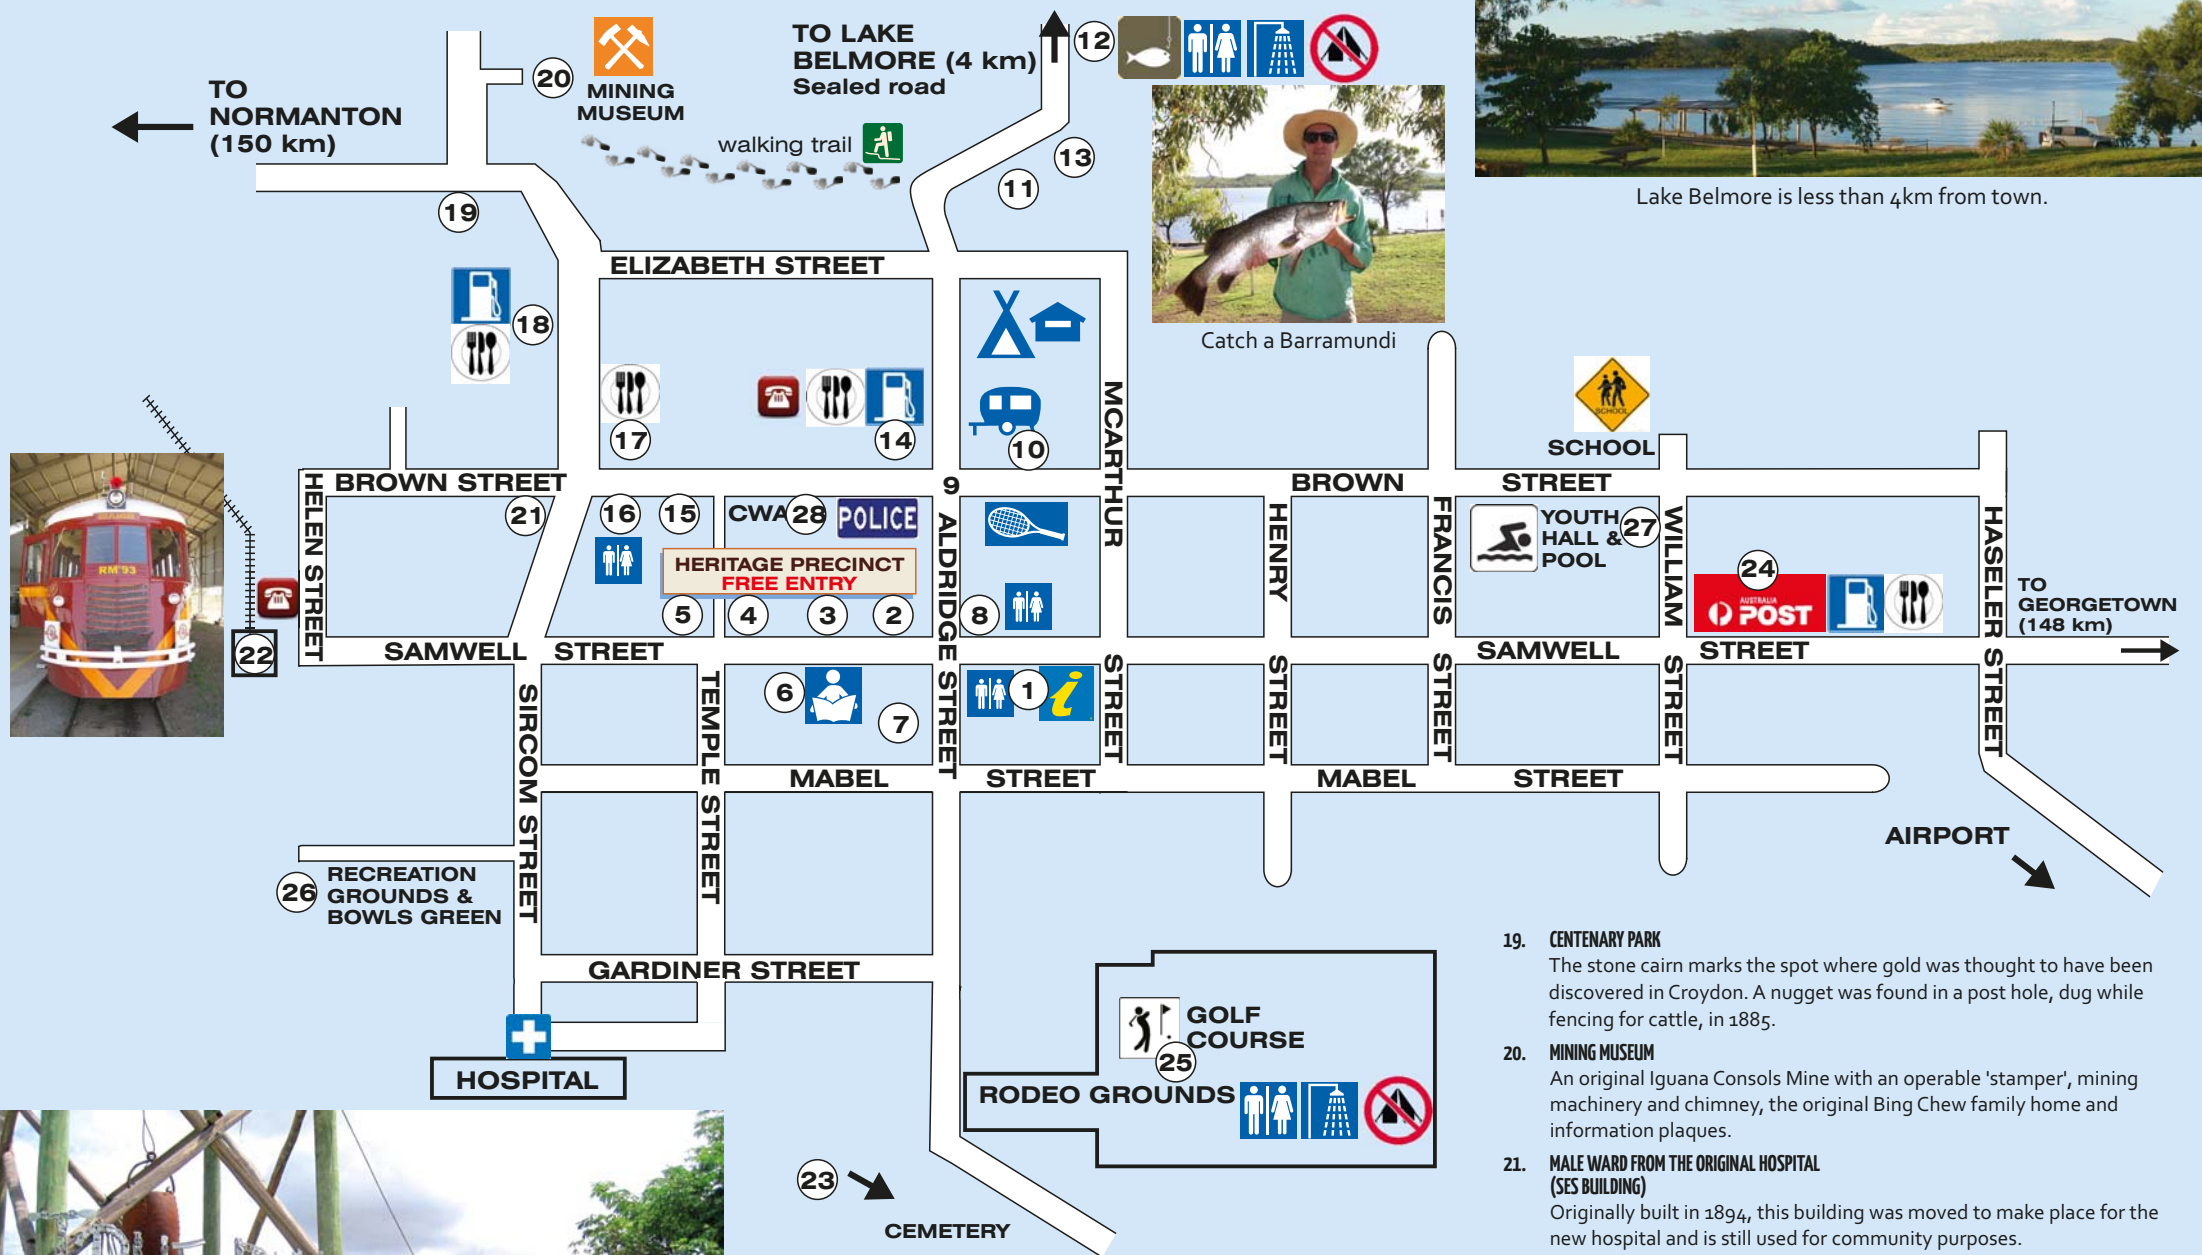 TO LAKE
BELMORE (4 km)
Sealed road
12
TO
NORMANTON
(150 km)
20
MINING
MUSEUM
walking trail
13
11
19
Lake Belmore is less than 4km from town.
ELIZABETH STREET
18
Catch a Barramundi
17
14
10
MCARTHUR
STREET
SCHOOL
SCHOOL
HELEN STREET
BROWN STREET
9
BROWN
STREET
21
16
15
CWA
28
POLICE
ALDRIDGE STREET
HENRY
STREET
FRANCIS
STREET
YOUTH
HALL &
POOL
27
WILLIAM
STREET
HASELER STREET
RM 93
HERITAGE PRECINCT
FREE ENTRY
5
4
3
2
8
24
AUSTRALIA
POST
TO
GEORGETOWN
(148 km)
22
SAMWELL STREET
SAMWELL STREET
SIRCOM STREET
TEMPLE STREET
6
7
1
i
MABEL STREET
MABEL STREET
AIRPORT
26
RECREATION
GROUNDS &
BOWLS GREEN
GARDINER STREET
HOSPITAL
GOLF
COURSE
25
RODEO GROUNDS
23
CEMETERY
19. CENTENARY PARK
The stone cairn marks the spot where gold was thought to have been
discovered in Croydon. A nugget was found in a post hole, dug while
fencing for cattle, in 1885.
20. MINING MUSEUM
An original Iguana Consols Mine with an operable 'stamper', mining
machinery and chimney, the original Bing Chew family home and
information plaques.
21. MALE WARD FROM THE ORIGINAL HOSPITAL
(SES BUILDING)
Originally built in 1894, this building was moved to make place for the
new hospital and is still used for community purposes.